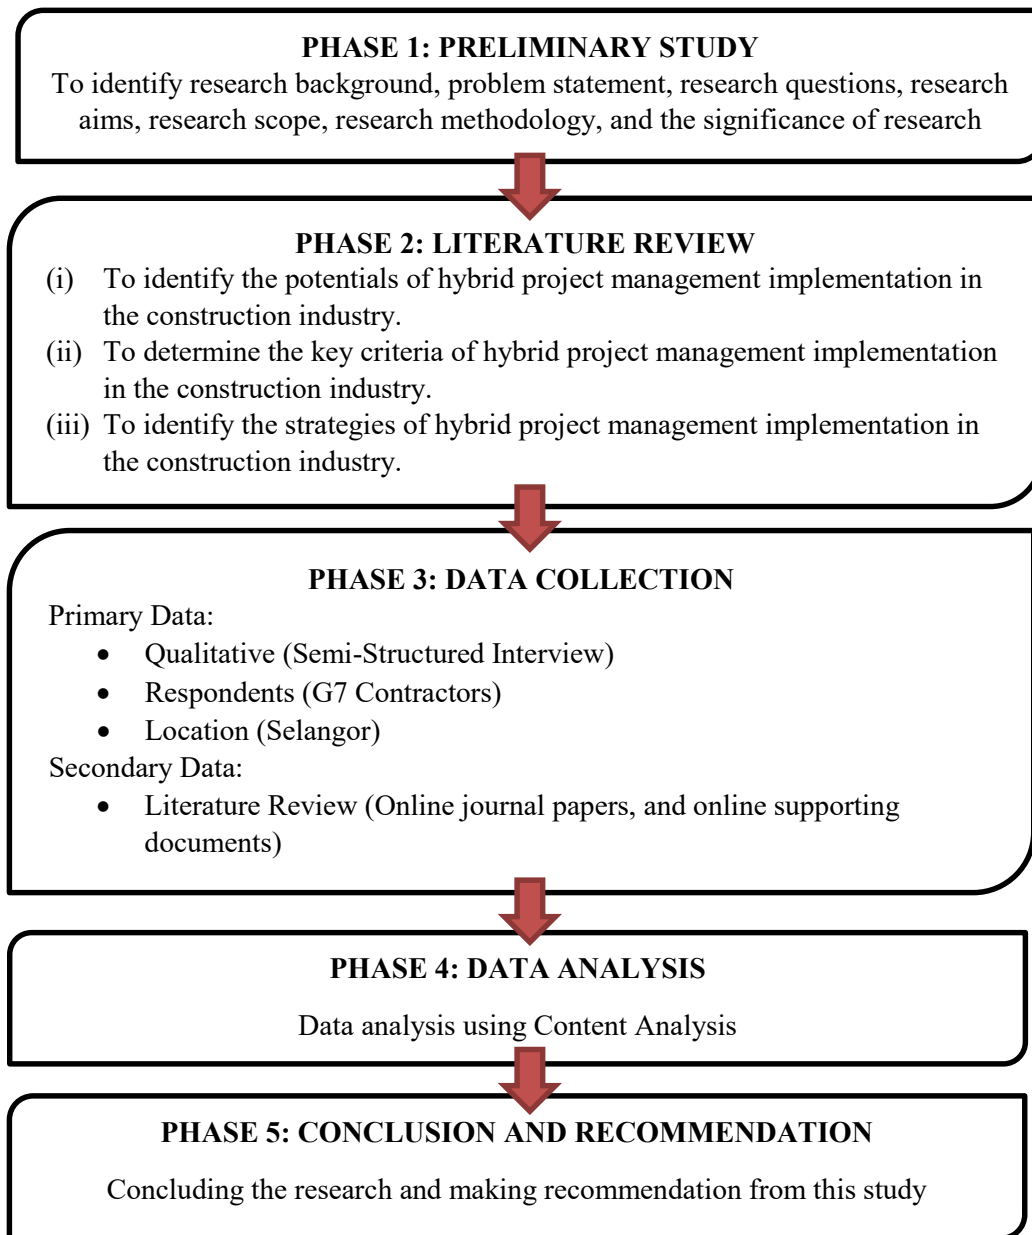 PHASE 1: PRELIMINARY STUDY
To identify research background, problem statement, research questions, research
aims, research scope, research methodology, and the significance of research
PHASE 2: LITERATURE REVIEW
(i) To identify the potentials of hybrid project management implementation in
the construction industry.
(ii) To determine the key criteria of hybrid project management implementation
in the construction industry.
(iii) To identify the strategies of hybrid project management implementation in
the construction industry.
PHASE 3: DATA COLLECTION
Primary Data:
• Qualitative (Semi-Structured Interview)
• Respondents (G7 Contractors)
• Location (Selangor)
Secondary Data:
• Literature Review (Online journal papers, and online supporting
documents)
PHASE 4: DATA ANALYSIS
Data analysis using Content Analysis
PHASE 5: CONCLUSION AND RECOMMENDATION
Concluding the research and making recommendation from this study